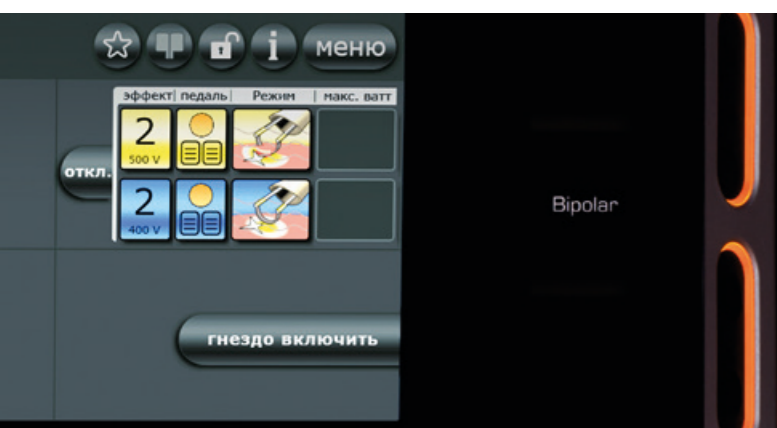 меню
эффект педаль Режим макс. ватт
2
500 V
откл.
2
400 V
Bipolar
гнездо включить